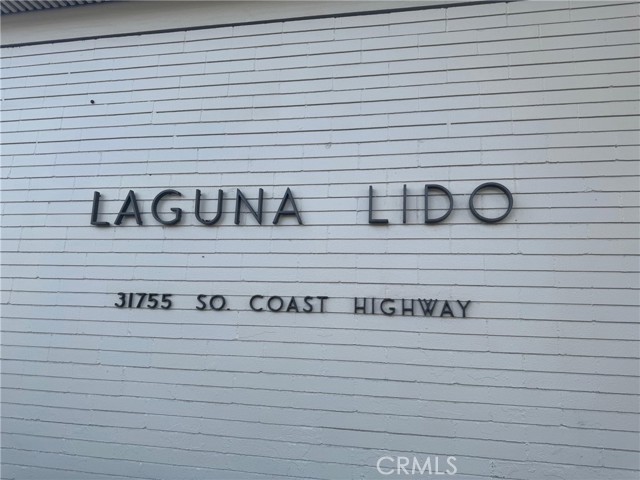 LAGUNA LIDO
31755 SO. COAST HIGHWAY
CRMLS